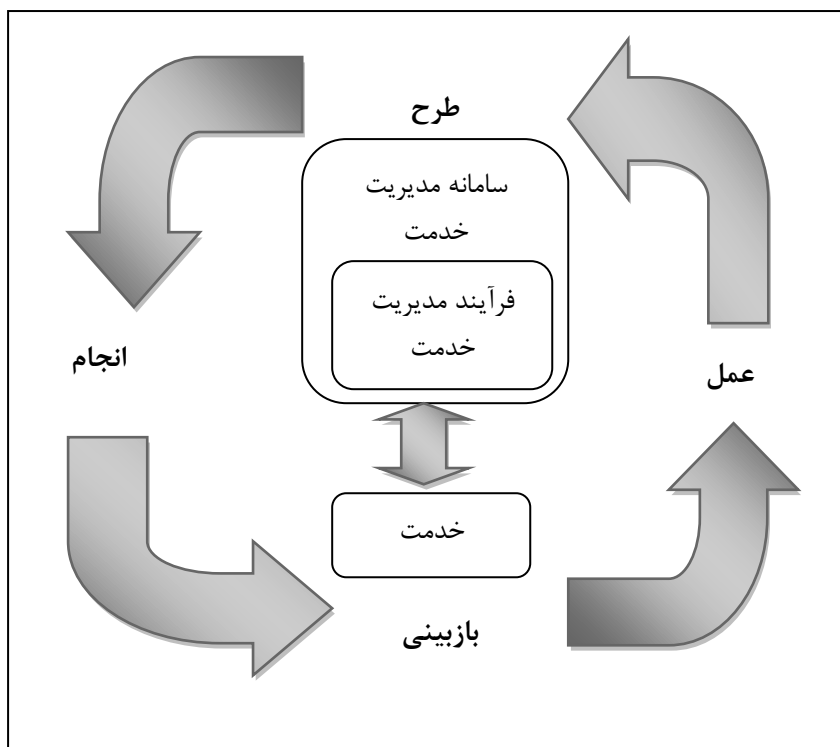 طرح
سامانه مدیریت
خدمت
فرآیند مدیریت
خدمت
انجام
عمل
خدمت
بازبینی